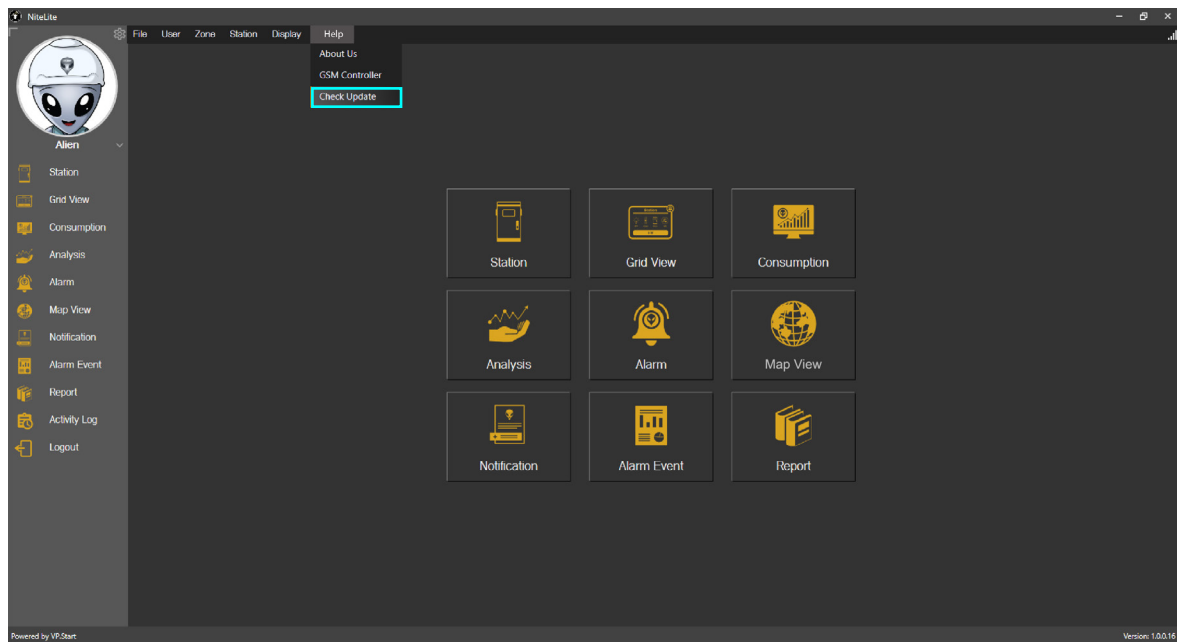 NiteLite
File User Zone Station Display Help
About Us
GSM Controller
Check Update
Alien
Station
Grid View
Consumption
Analysis
Alarm
Map View
Notification
Alarm Event
Report
Activity Log
Logout
Station Grid View Consumption
Analysis Alarm Map View
Notification Alarm Event Report
Powered by VP.Start Version: 1.0.0.16